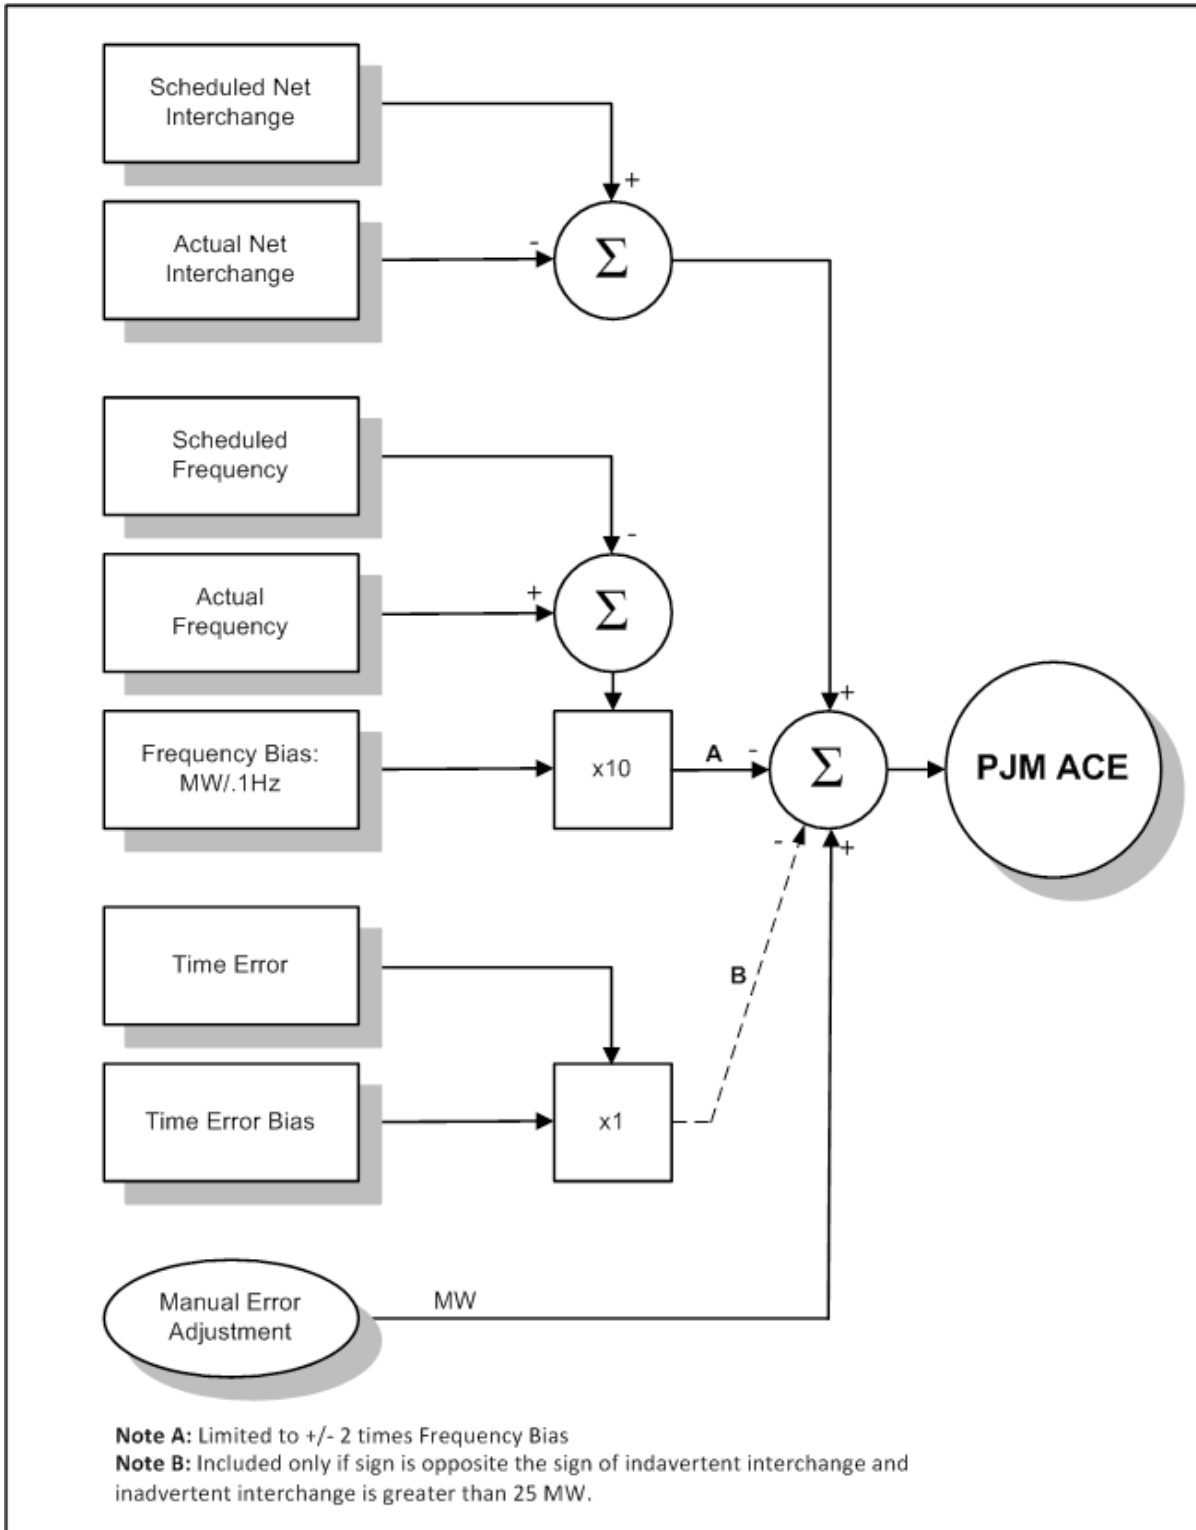 Scheduled Net
Interchange
+
Actual Net
Interchange
-
Σ
Scheduled
Frequency
-
Actual
Frequency
+
Σ
+
Frequency Bias:
MW/.1Hz
x10
A
-
Σ
PJM ACE
-
+
Time Error
B
Time Error Bias
x1
Manual Error
Adjustment
MW
Note A: Limited to +/- 2 times Frequency Bias
Note B: Included only if sign is opposite the sign of indavertent interchange and
inadvertent interchange is greater than 25 MW.